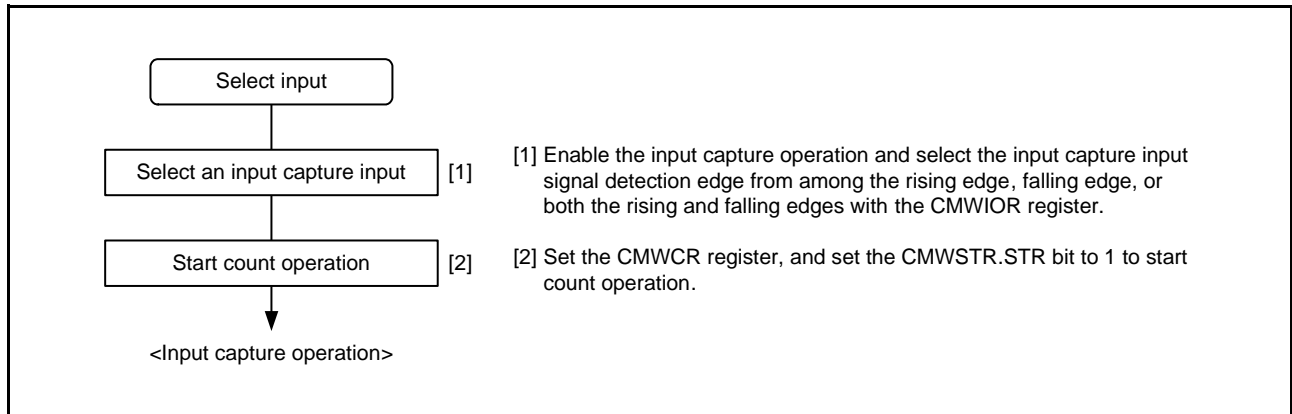 Select input
Select an input capture input
[1]
[1] Enable the input capture operation and select the input capture input
signal detection edge from among the rising edge, falling edge, or
both the rising and falling edges with the CMWIOR register.
Start count operation
[2]
[2] Set the CMWCR register, and set the CMWSTR.STR bit to 1 to start
count operation.
<Input capture operation>